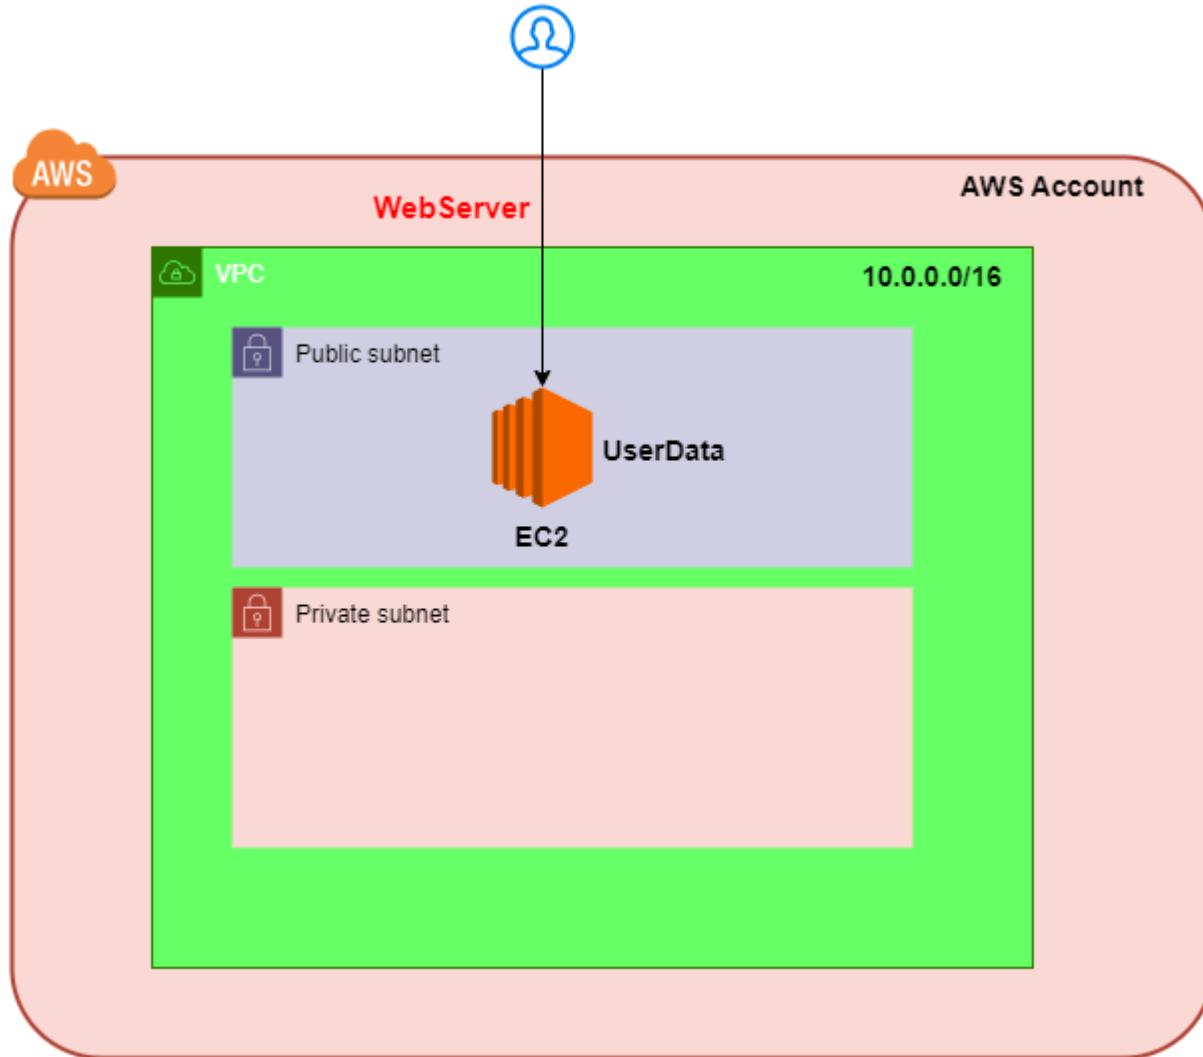 AWS
AWS Account
WebServer
VPC
10.0.0.0/16
Public subnet
UserData
EC2
Private subnet